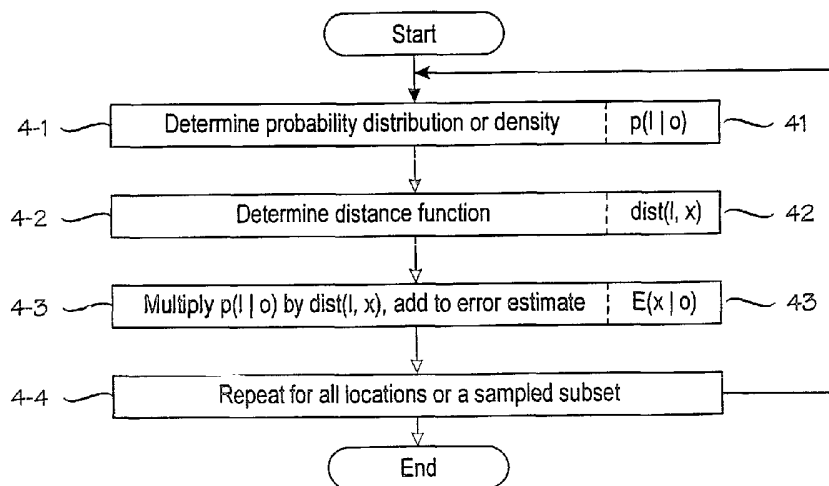 Start
4-1 Determine probability distribution or density p(l | o) 41
4-2 Determine distance function dist(l, x) 42
4-3 Multiply p(l | o) by dist(l, x), add to error estimate E(x | o) 43
4-4 Repeat for all locations or a sampled subset
End